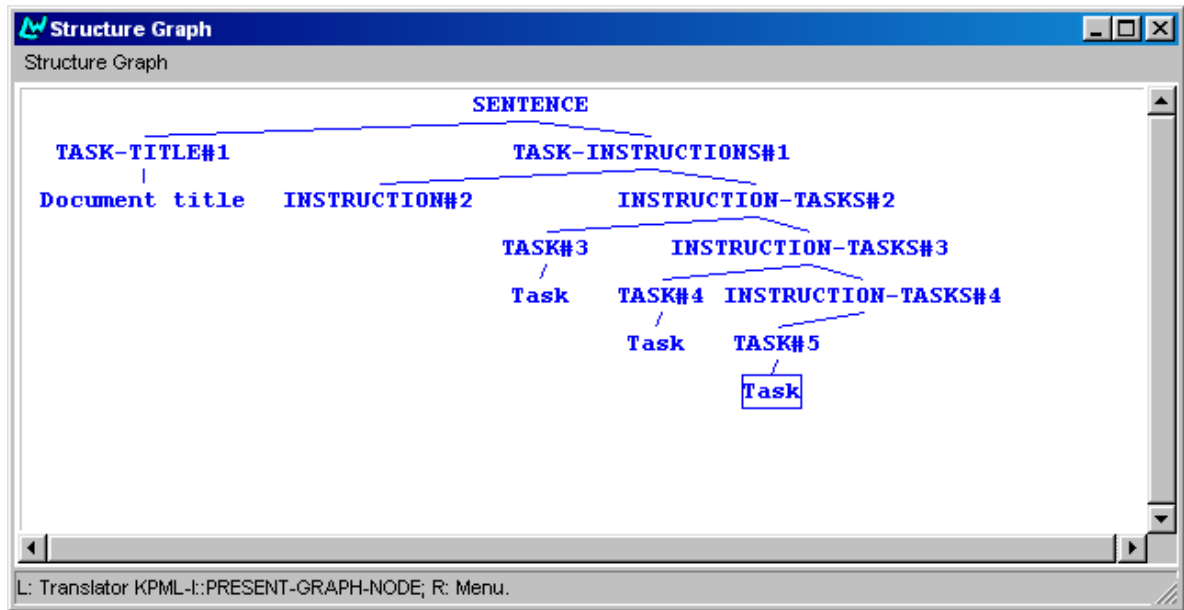 Structure Graph
Structure Graph
SENTENCE
TASK-TITLE#1 TASK-INSTRUCTIONS#1
Document title INSTRUCTION#2 INSTRUCTION-TASKS#2
TASK#3 INSTRUCTION-TASKS#3
Task TASK#4 INSTRUCTION-TASKS#4
Task TASK#5
Task
L: Translator KPML-I::PRESENT-GRAPH-NODE; R: Menu.